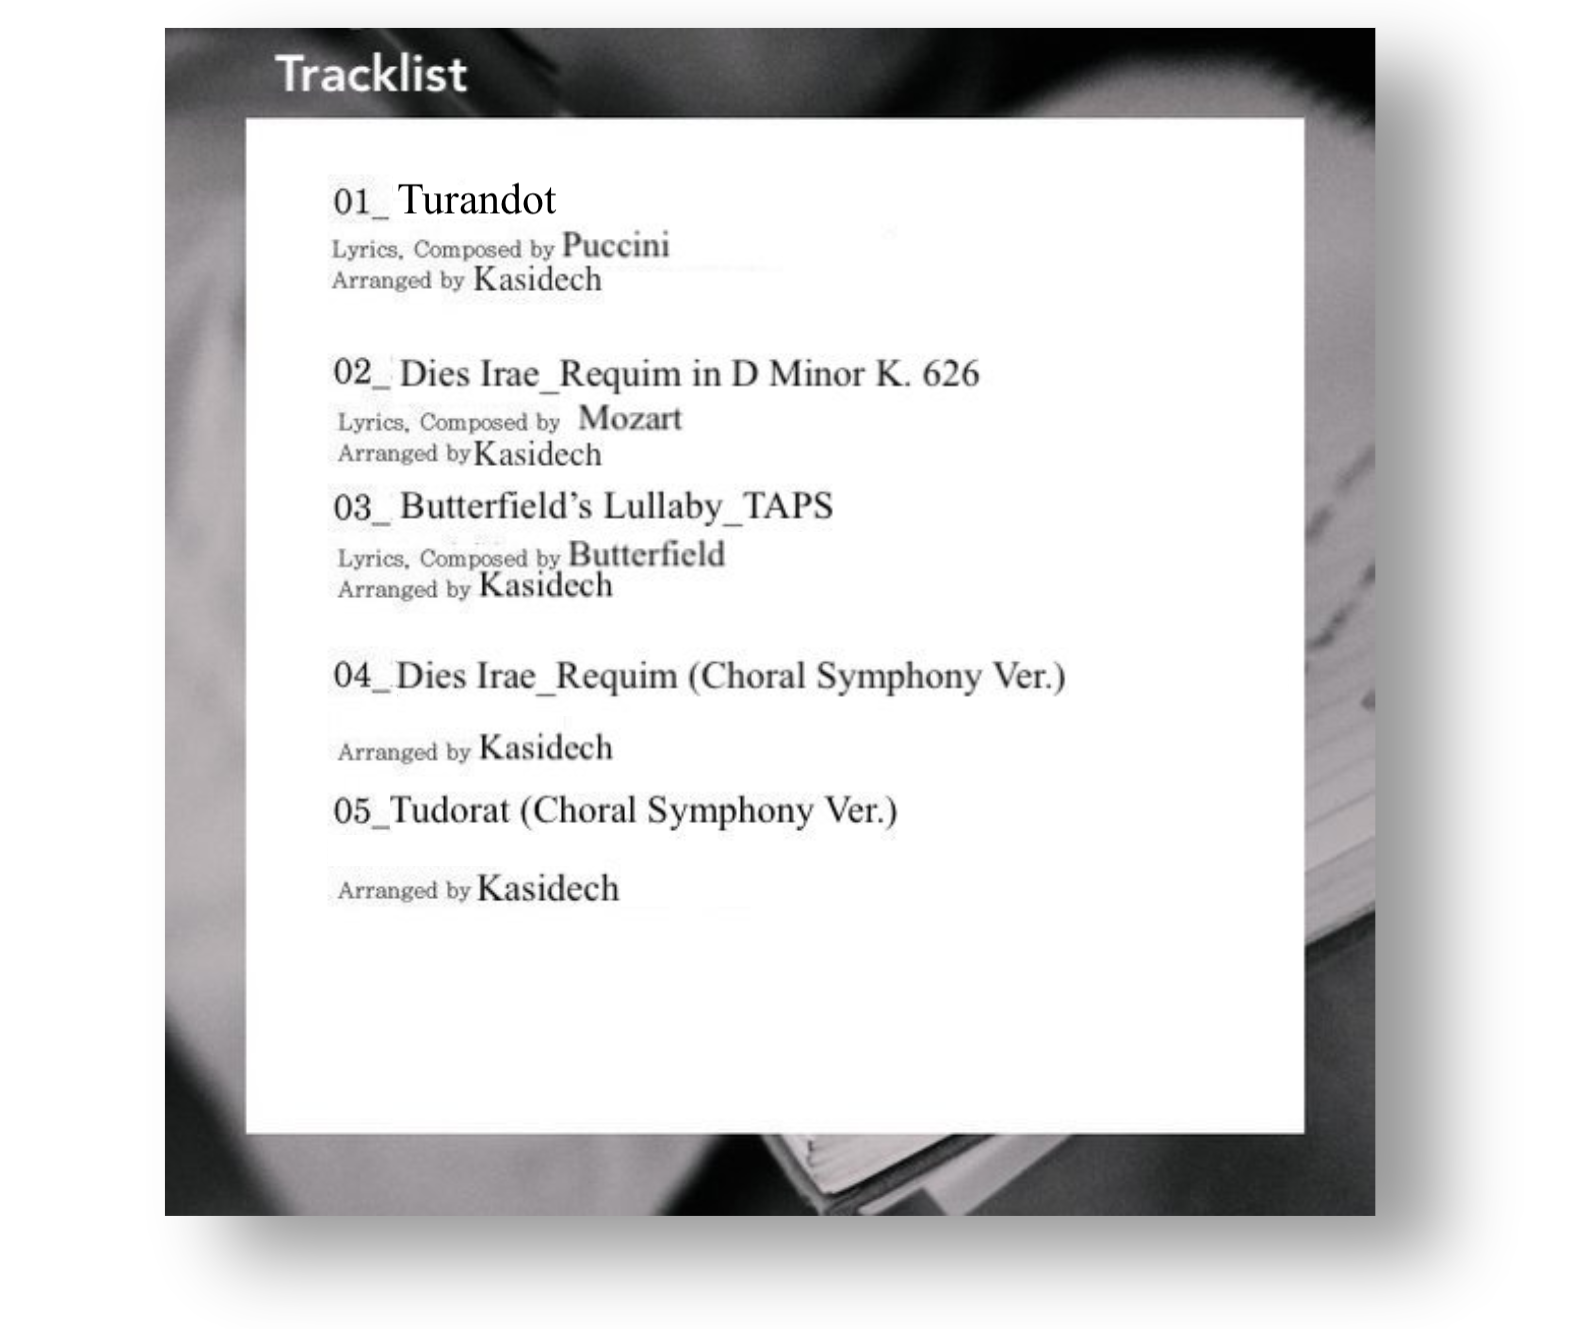 Tracklist
01_ Turandot
Lyrics, Composed by Puccini
Arranged by Kasidech
02_ Dies Irae_Requim in D Minor K. 626
Lyrics, Composed by Mozart
Arranged by Kasidech
03_ Butterfield’s Lullaby_TAPS
Lyrics, Composed by Butterfield
Arranged by Kasidech
04_ Dies Irae_Requim (Choral Symphony Ver.)
Arranged by Kasidech
05_Tudorat (Choral Symphony Ver.)
Arranged by Kasidech